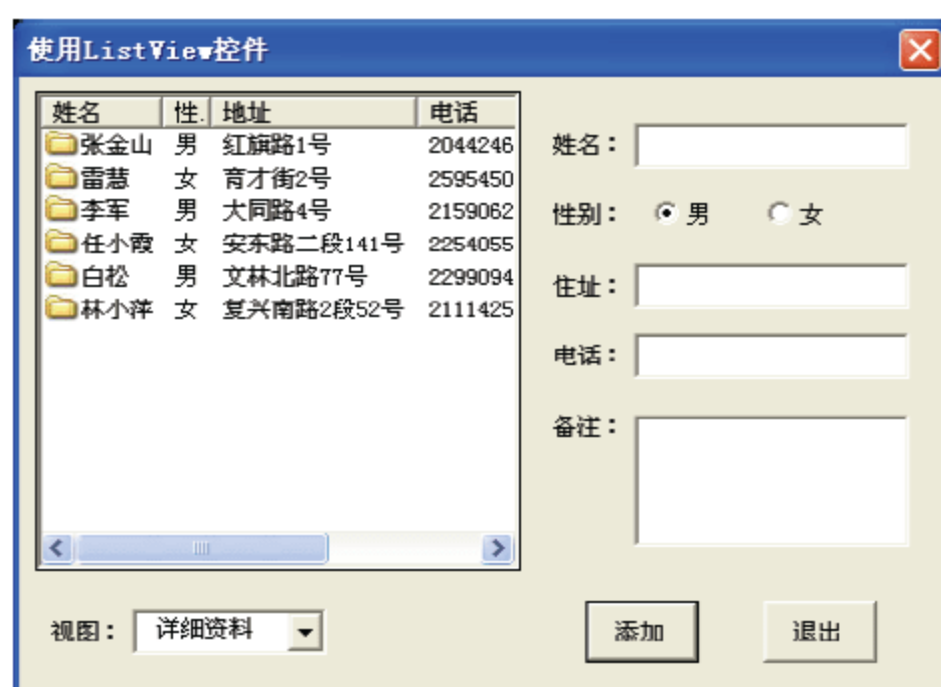 使用ListView控件
姓名 性. 地址 电话
张金山 男 红旗路1号 2044246
雷慧 女 育才街2号 2595450
李军 男 大同路4号 2159062
任小霞 女 安东路二段141号 2254055
白松 男 文林北路77号 2299094
林小萍 女 复兴南路2段52号 2111425
姓名：
性别： 男 女
住址：
电话：
备注：
视图： 详细资料
添加 退出